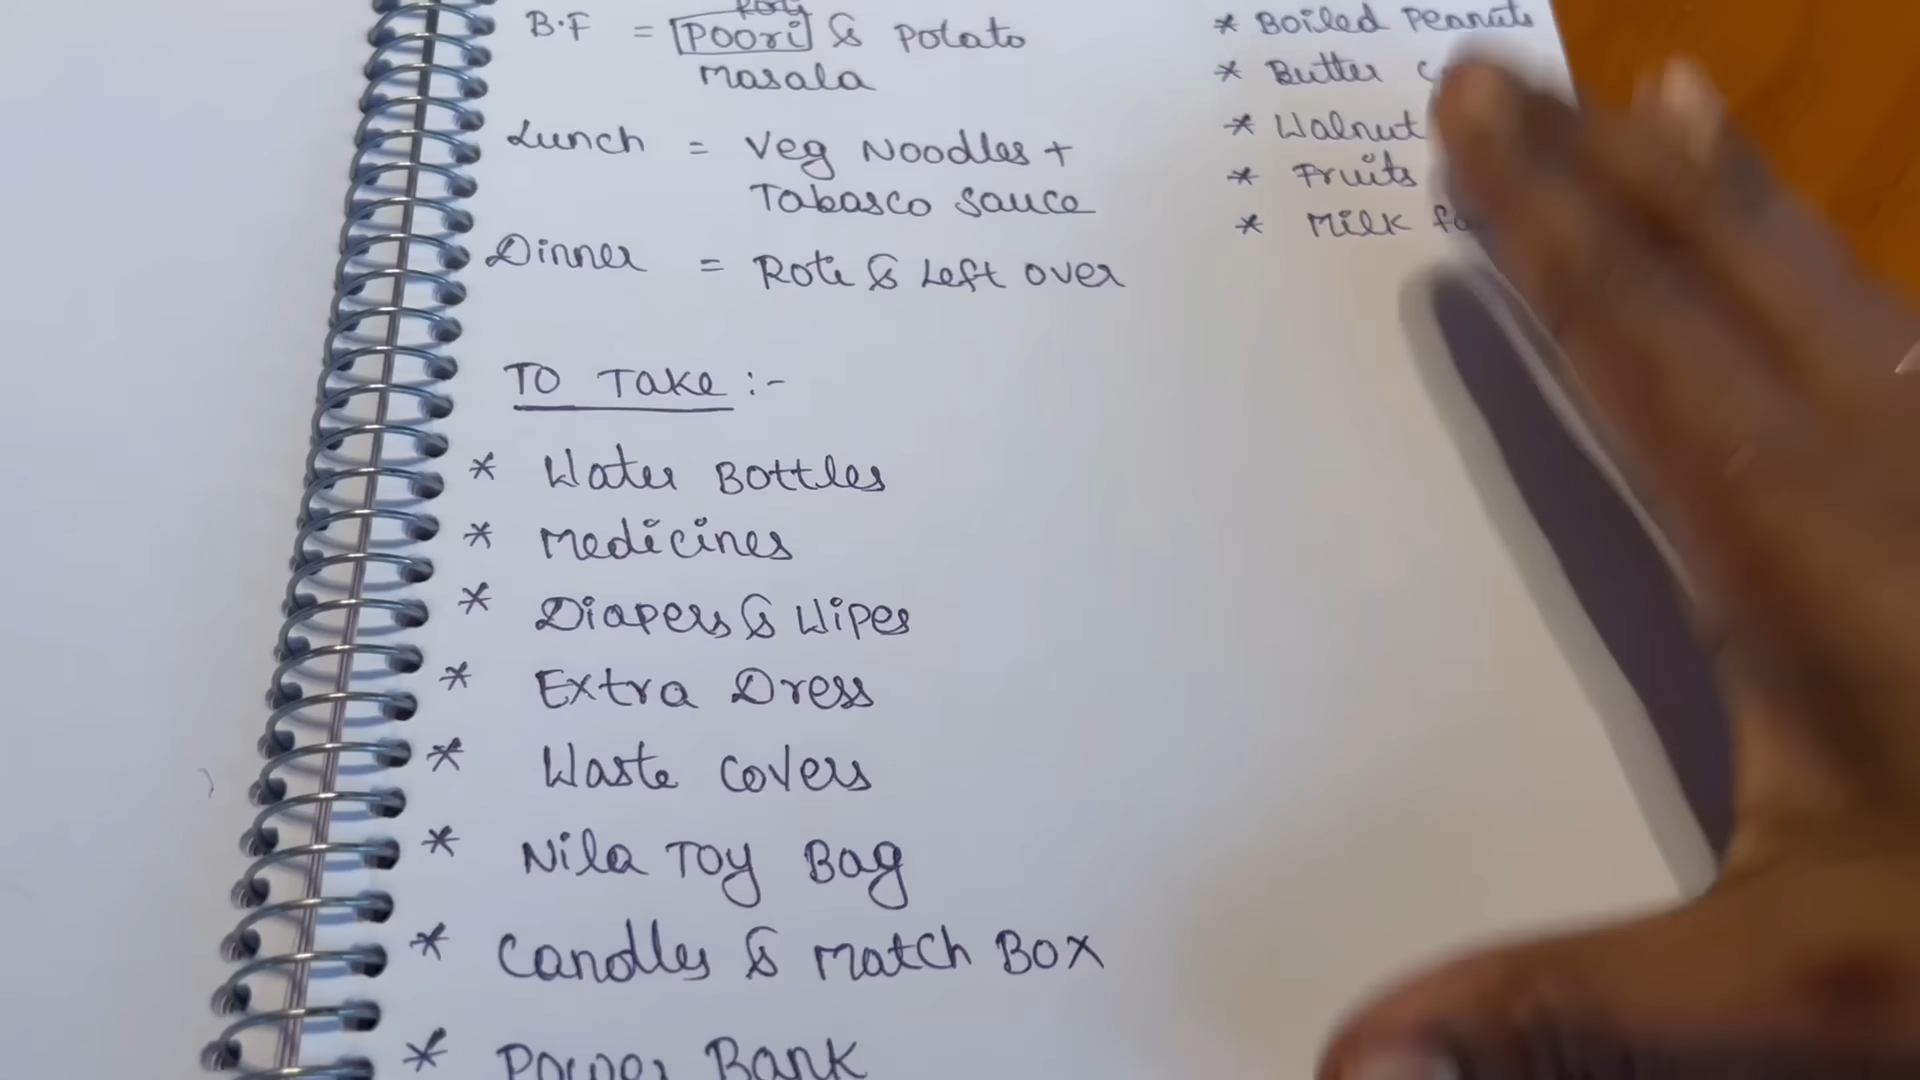 B.F = Poori & Potato
masala
Lunch = Veg Noodles +
Tabasco Sauce
Dinner = Roti & Left over
* Boiled Peanuts
* Butter
* Walnut
* Fruits
* Milk
TO Take :-
* Water Bottles
* Medicines
* Diapers & Wipes
* Extra Dress
* Waste Covers
* Nila Toy Bag
* Candles & Match Box
* Power Bank